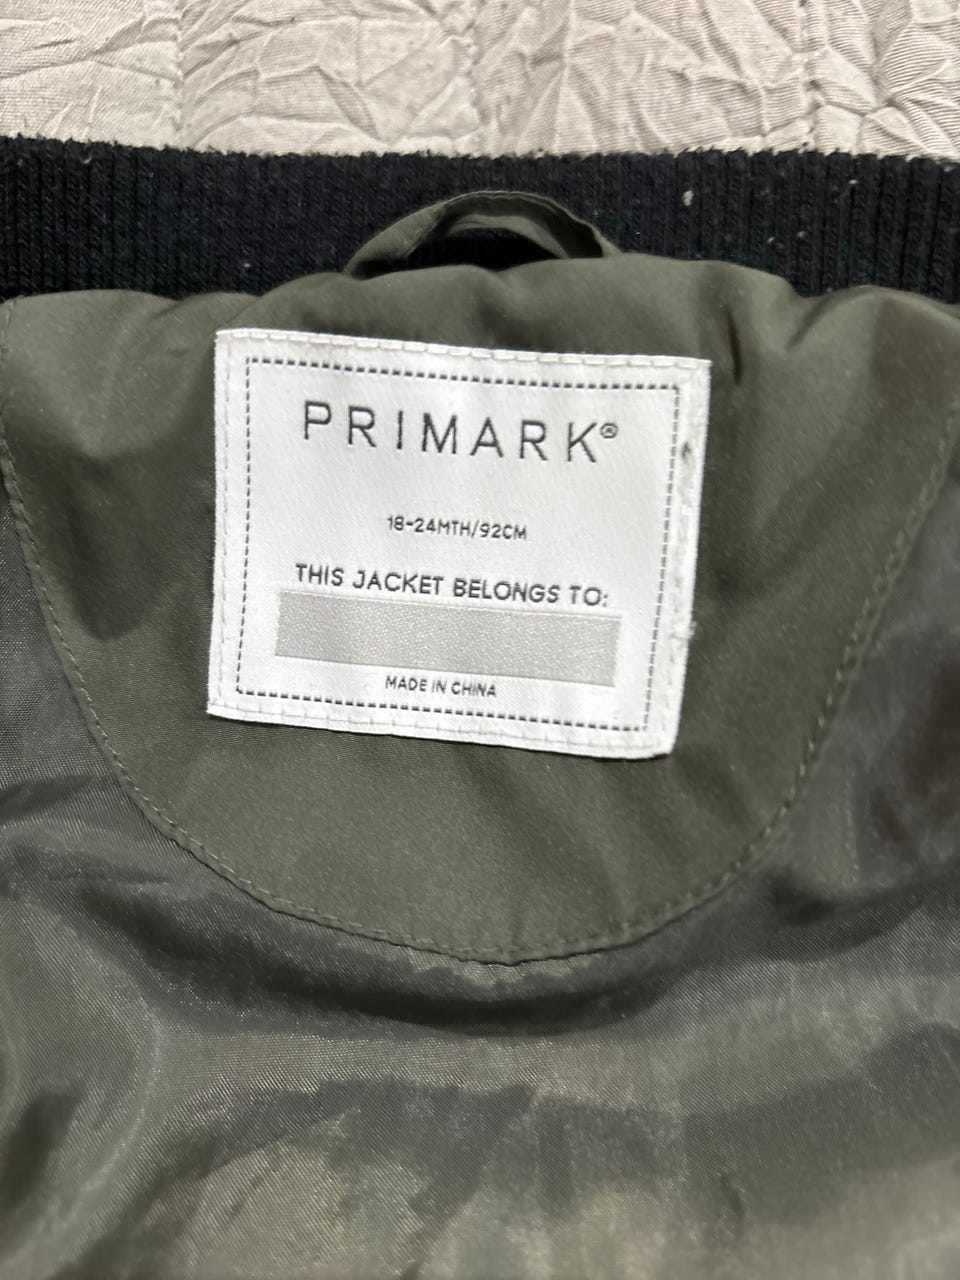 PRIMARK®
18-24MTH/92CM
THIS JACKET BELONGS TO:
MADE IN CHINA